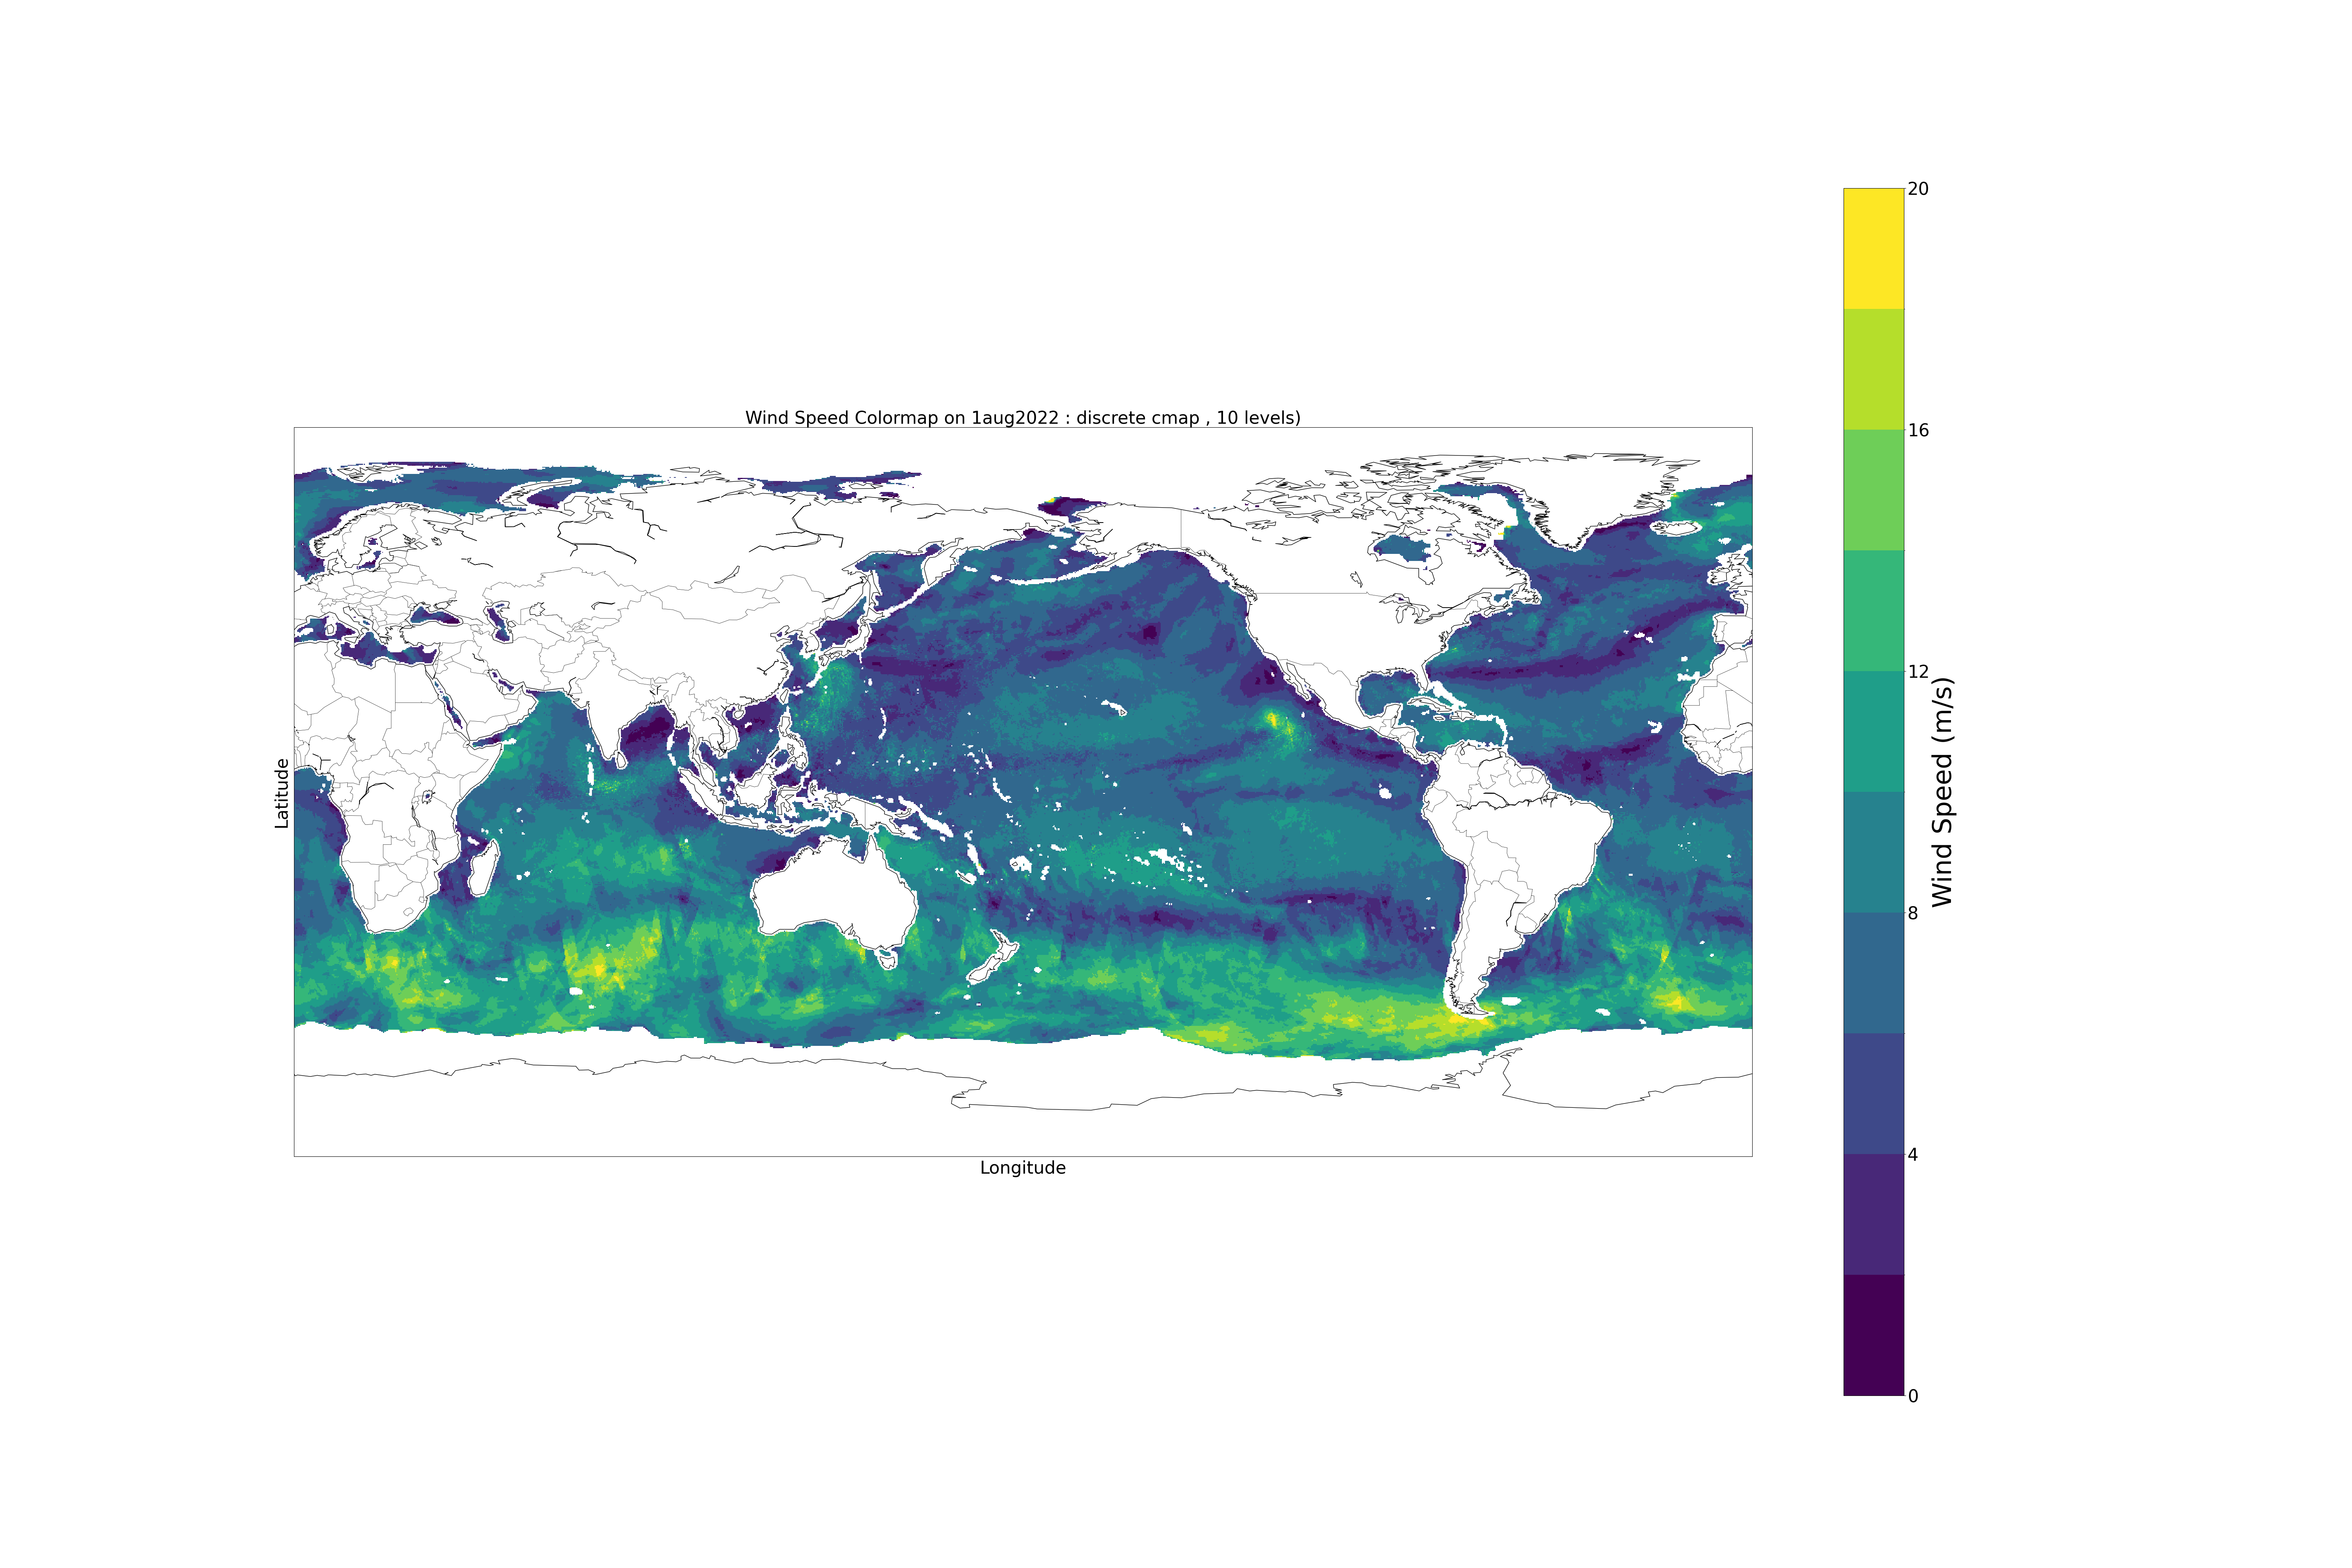 Wind Speed Colormap on 1aug2022 : discrete cmap , 10 levels)
Latitude
Longitude
20
16
12
8
4
0
Wind Speed (m/s)